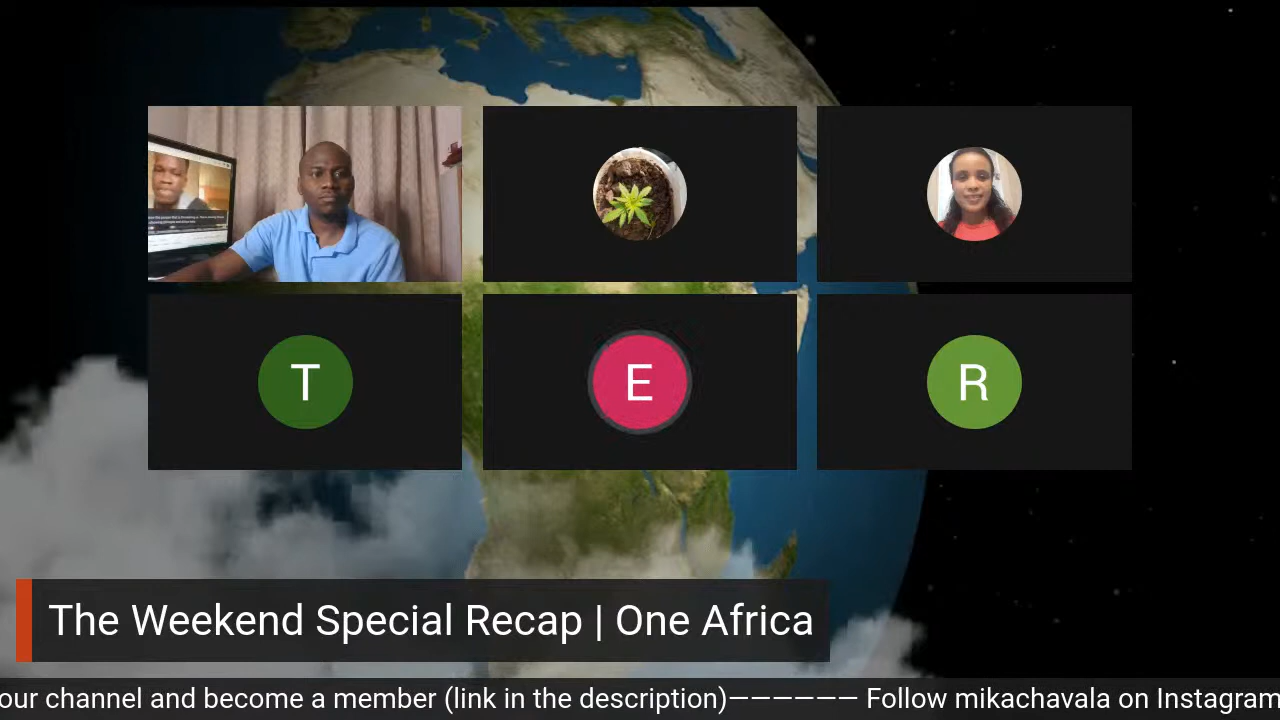 T
E
R
The Weekend Special Recap | One Africa
our channel and become a member (link in the description)—————— Follow mikachavala on Instagram